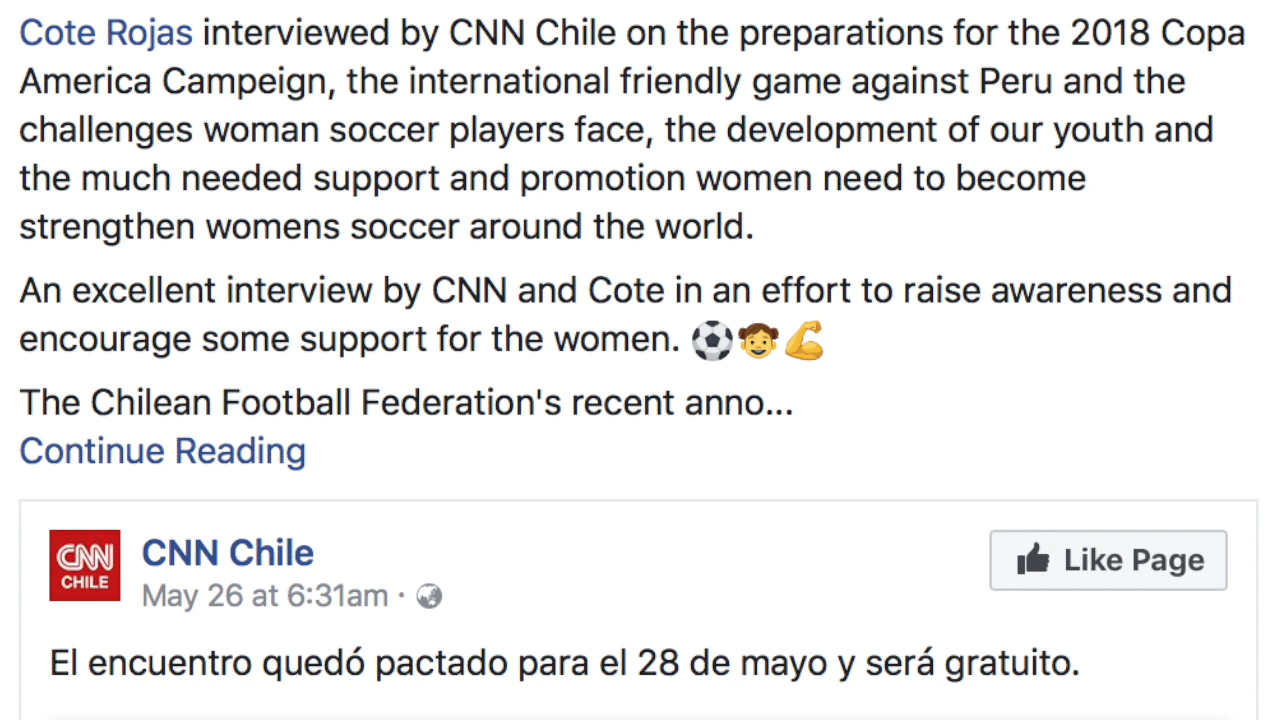 Cote Rojas interviewed by CNN Chile on the preparations for the 2018 Copa
America Campeign, the international friendly game against Peru and the
challenges woman soccer players face, the development of our youth and
the much needed support and promotion women need to become
strengthen womens soccer around the world.
An excellent interview by CNN and Cote in an effort to raise awareness and
encourage some support for the women. ⚽👧💪
The Chilean Football Federation's recent anno...
Continue Reading
CNN
CHILE
CNN Chile
Like Page
May 26 at 6:31am ·
El encuentro quedó pactado para el 28 de mayo y será gratuito.